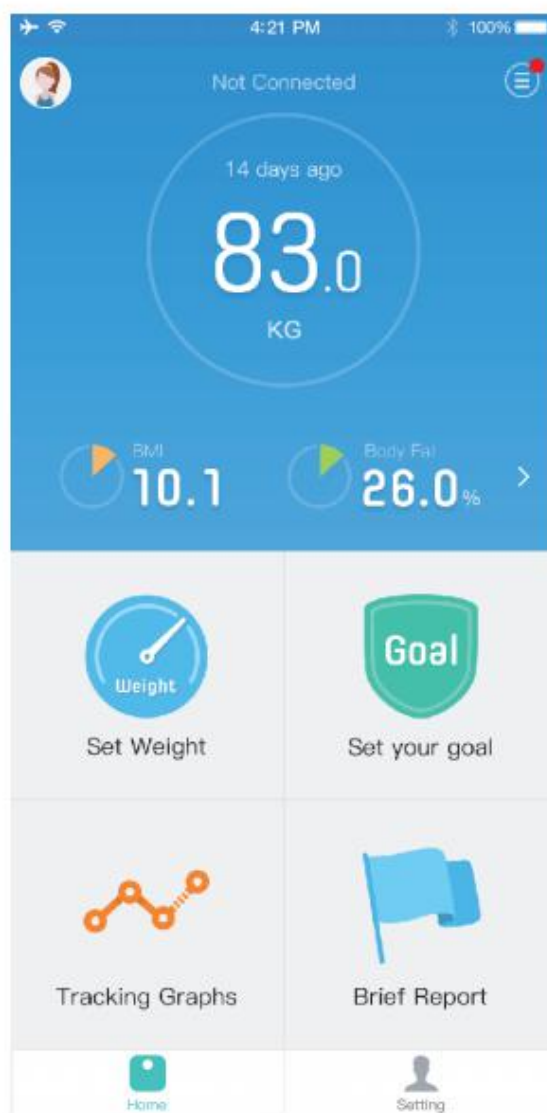 4:21 PM 100%
Not Connected
14 days ago
83.0
KG
BMI
10.1
Body Fat
26.0%
Weight
Set Weight
Goal
Set your goal
Tracking Graphs
Brief Report
Home
Setting